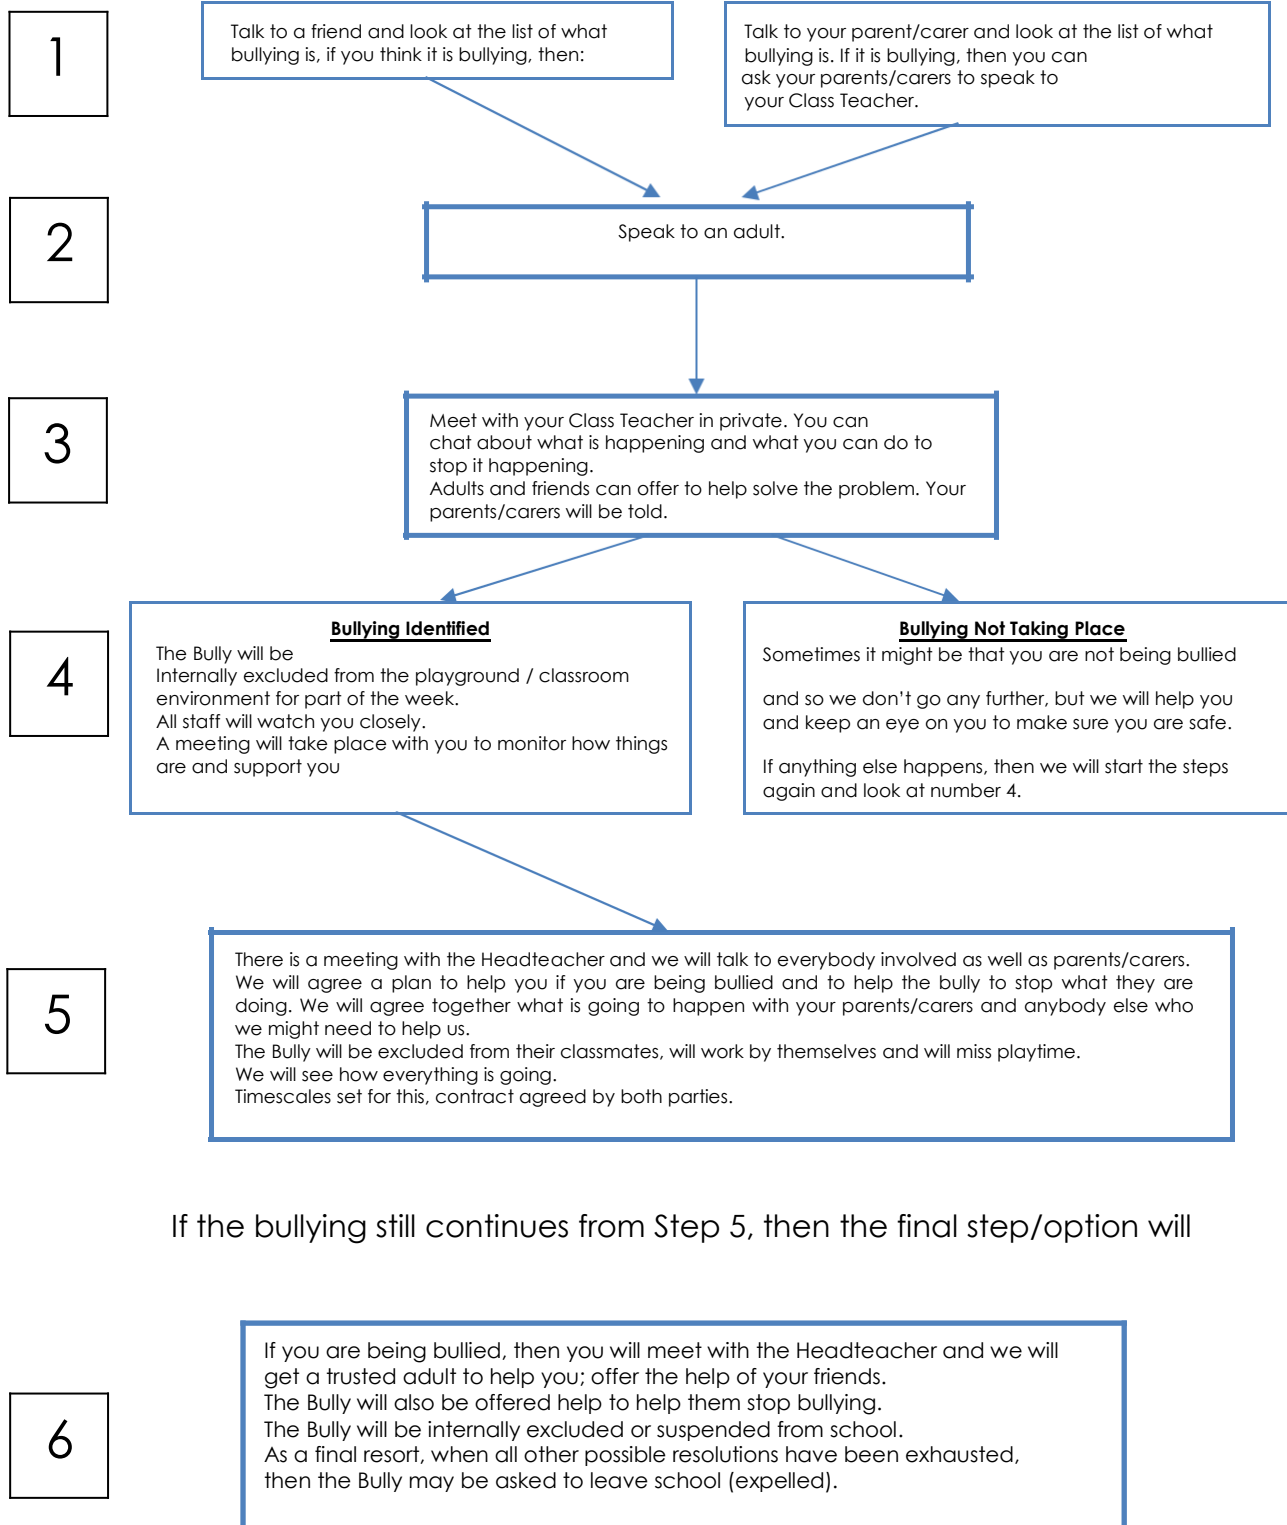 1
Talk to a friend and look at the list of what
bullying is, if you think it is bullying, then:
Talk to your parent/carer and look at the list of what
bullying is. If it is bullying, then you can
ask your parents/carers to speak to
your Class Teacher.
2
Speak to an adult.
3
Meet with your Class Teacher in private. You can
chat about what is happening and what you can do to
stop it happening.
Adults and friends can offer to help solve the problem. Your
parents/carers will be told.
4
Bullying Identified
The Bully will be
Internally excluded from the playground / classroom
environment for part of the week.
All staff will watch you closely.
A meeting will take place with you to monitor how things
are and support you
Bullying Not Taking Place
Sometimes it might be that you are not being bullied
and so we don't go any further, but we will help you
and keep an eye on you to make sure you are safe.
If anything else happens, then we will start the steps
again and look at number 4.
5
There is a meeting with the Headteacher and we will talk to everybody involved as well as parents/carers.
We will agree a plan to help you if you are being bullied and to help the bully to stop what they are
doing. We will agree together what is going to happen with your parents/carers and anybody else who
we might need to help us.
The Bully will be excluded from their classmates, will work by themselves and will miss playtime.
We will see how everything is going.
Timescales set for this, contract agreed by both parties.
If the bullying still continues from Step 5, then the final step/option will
6
If you are being bullied, then you will meet with the Headteacher and we will
get a trusted adult to help you; offer the help of your friends.
The Bully will also be offered help to help them stop bullying.
The Bully will be internally excluded or suspended from school.
As a final resort, when all other possible resolutions have been exhausted,
then the Bully may be asked to leave school (expelled).